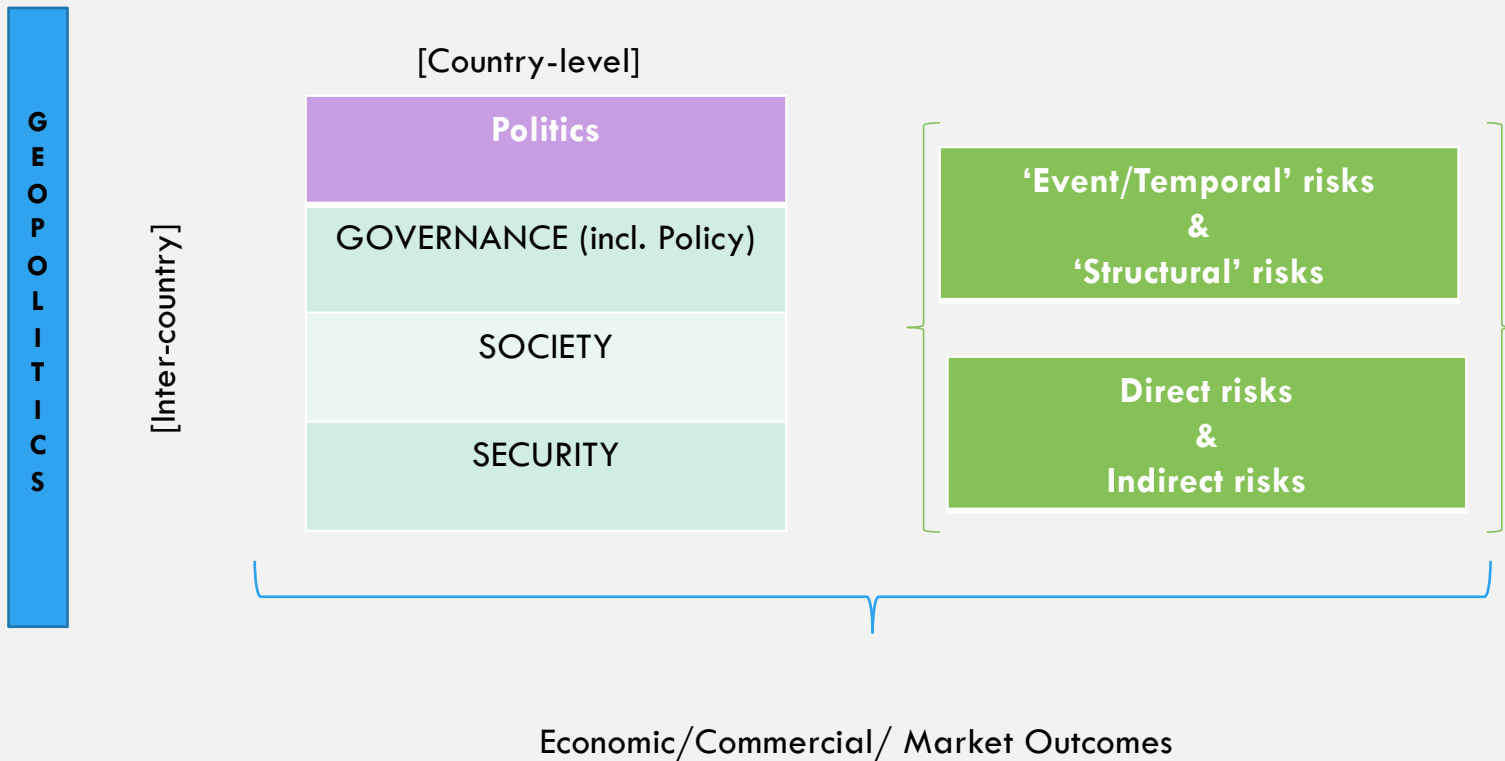 GEOPOLITICS
[Inter-country]
[Country-level]
Politics
GOVERNANCE (incl. Policy)
SOCIETY
SECURITY
‘Event/Temporal’ risks
&
‘Structural’ risks
Direct risks
&
Indirect risks
Economic/Commercial/ Market Outcomes